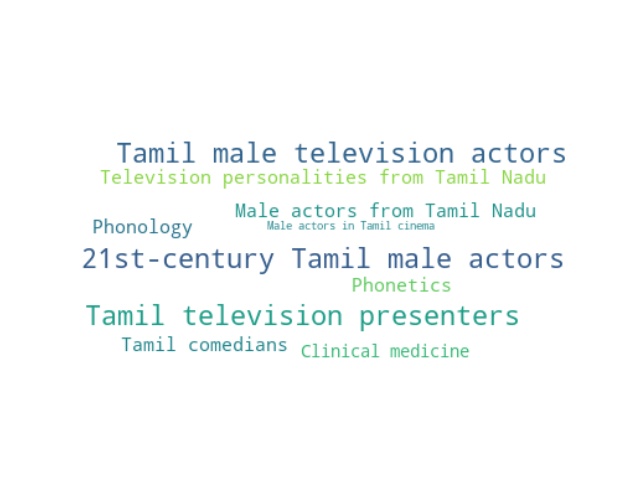 Tamil male television actors
Television personalities from Tamil Nadu
Male actors from Tamil Nadu
Phonology
Male actors in Tamil cinema
21st-century Tamil male actors
Phonetics
Tamil television presenters
Tamil comedians
Clinical medicine